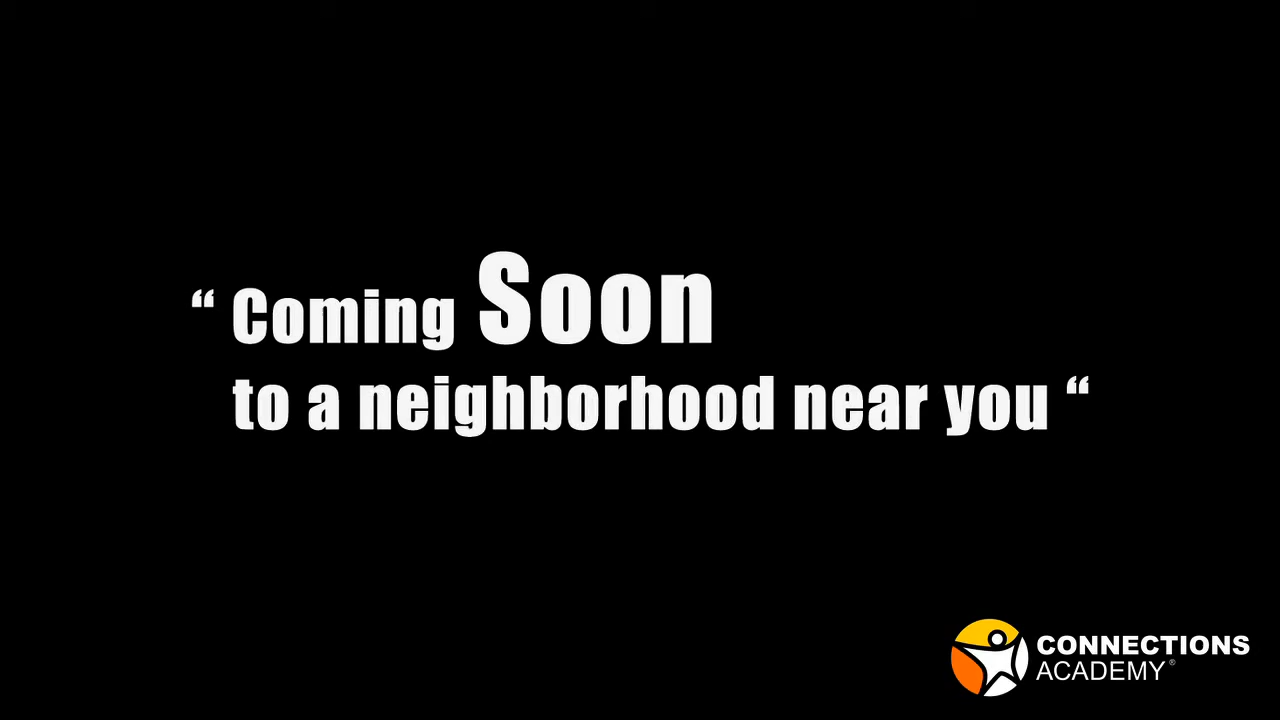 “ Coming Soon
to a neighborhood near you “
CONNECTIONS
ACADEMY®